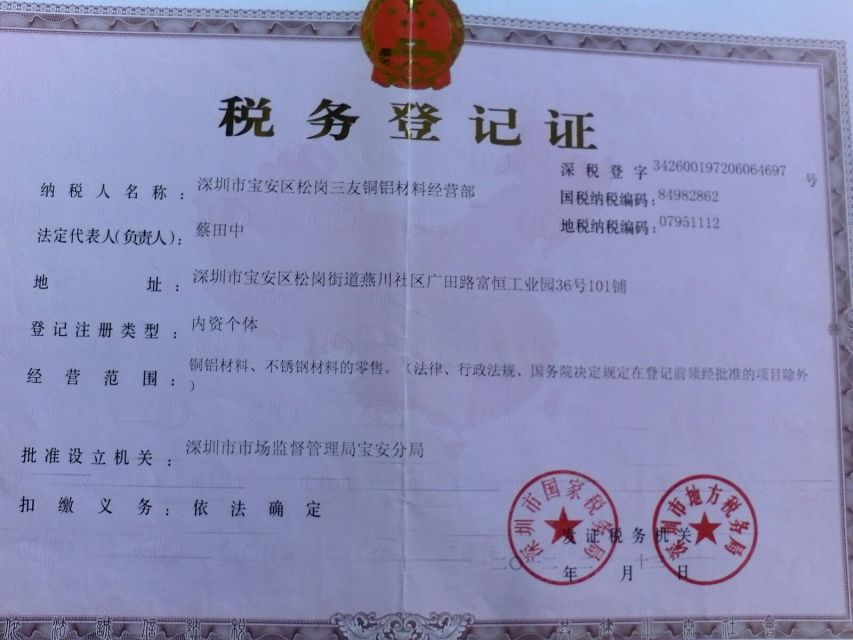 税务登记证
深税登字 342600197206064697 号
国税纳税编码：84982862
地税纳税编码：07951112
纳税人名称：深圳市宝安区松岗三友铜铝材料经营部
法定代表人(负责人)：蔡田中
地址：深圳市宝安区松岗街道燕川社区广田路富恒工业园36号101铺
登记注册类型：内资个体
经营范围：铜铝材料、不锈钢材料的零售。（法律、行政法规、国务院决定规定在登记前须经批准的项目除外
）
批准设立机关：深圳市市场监督管理局宝安分局
扣缴义务：依法确定
深圳市国家税务局
深圳市地方税务局
发证税务机关
年 月 日
依法诚信纳税